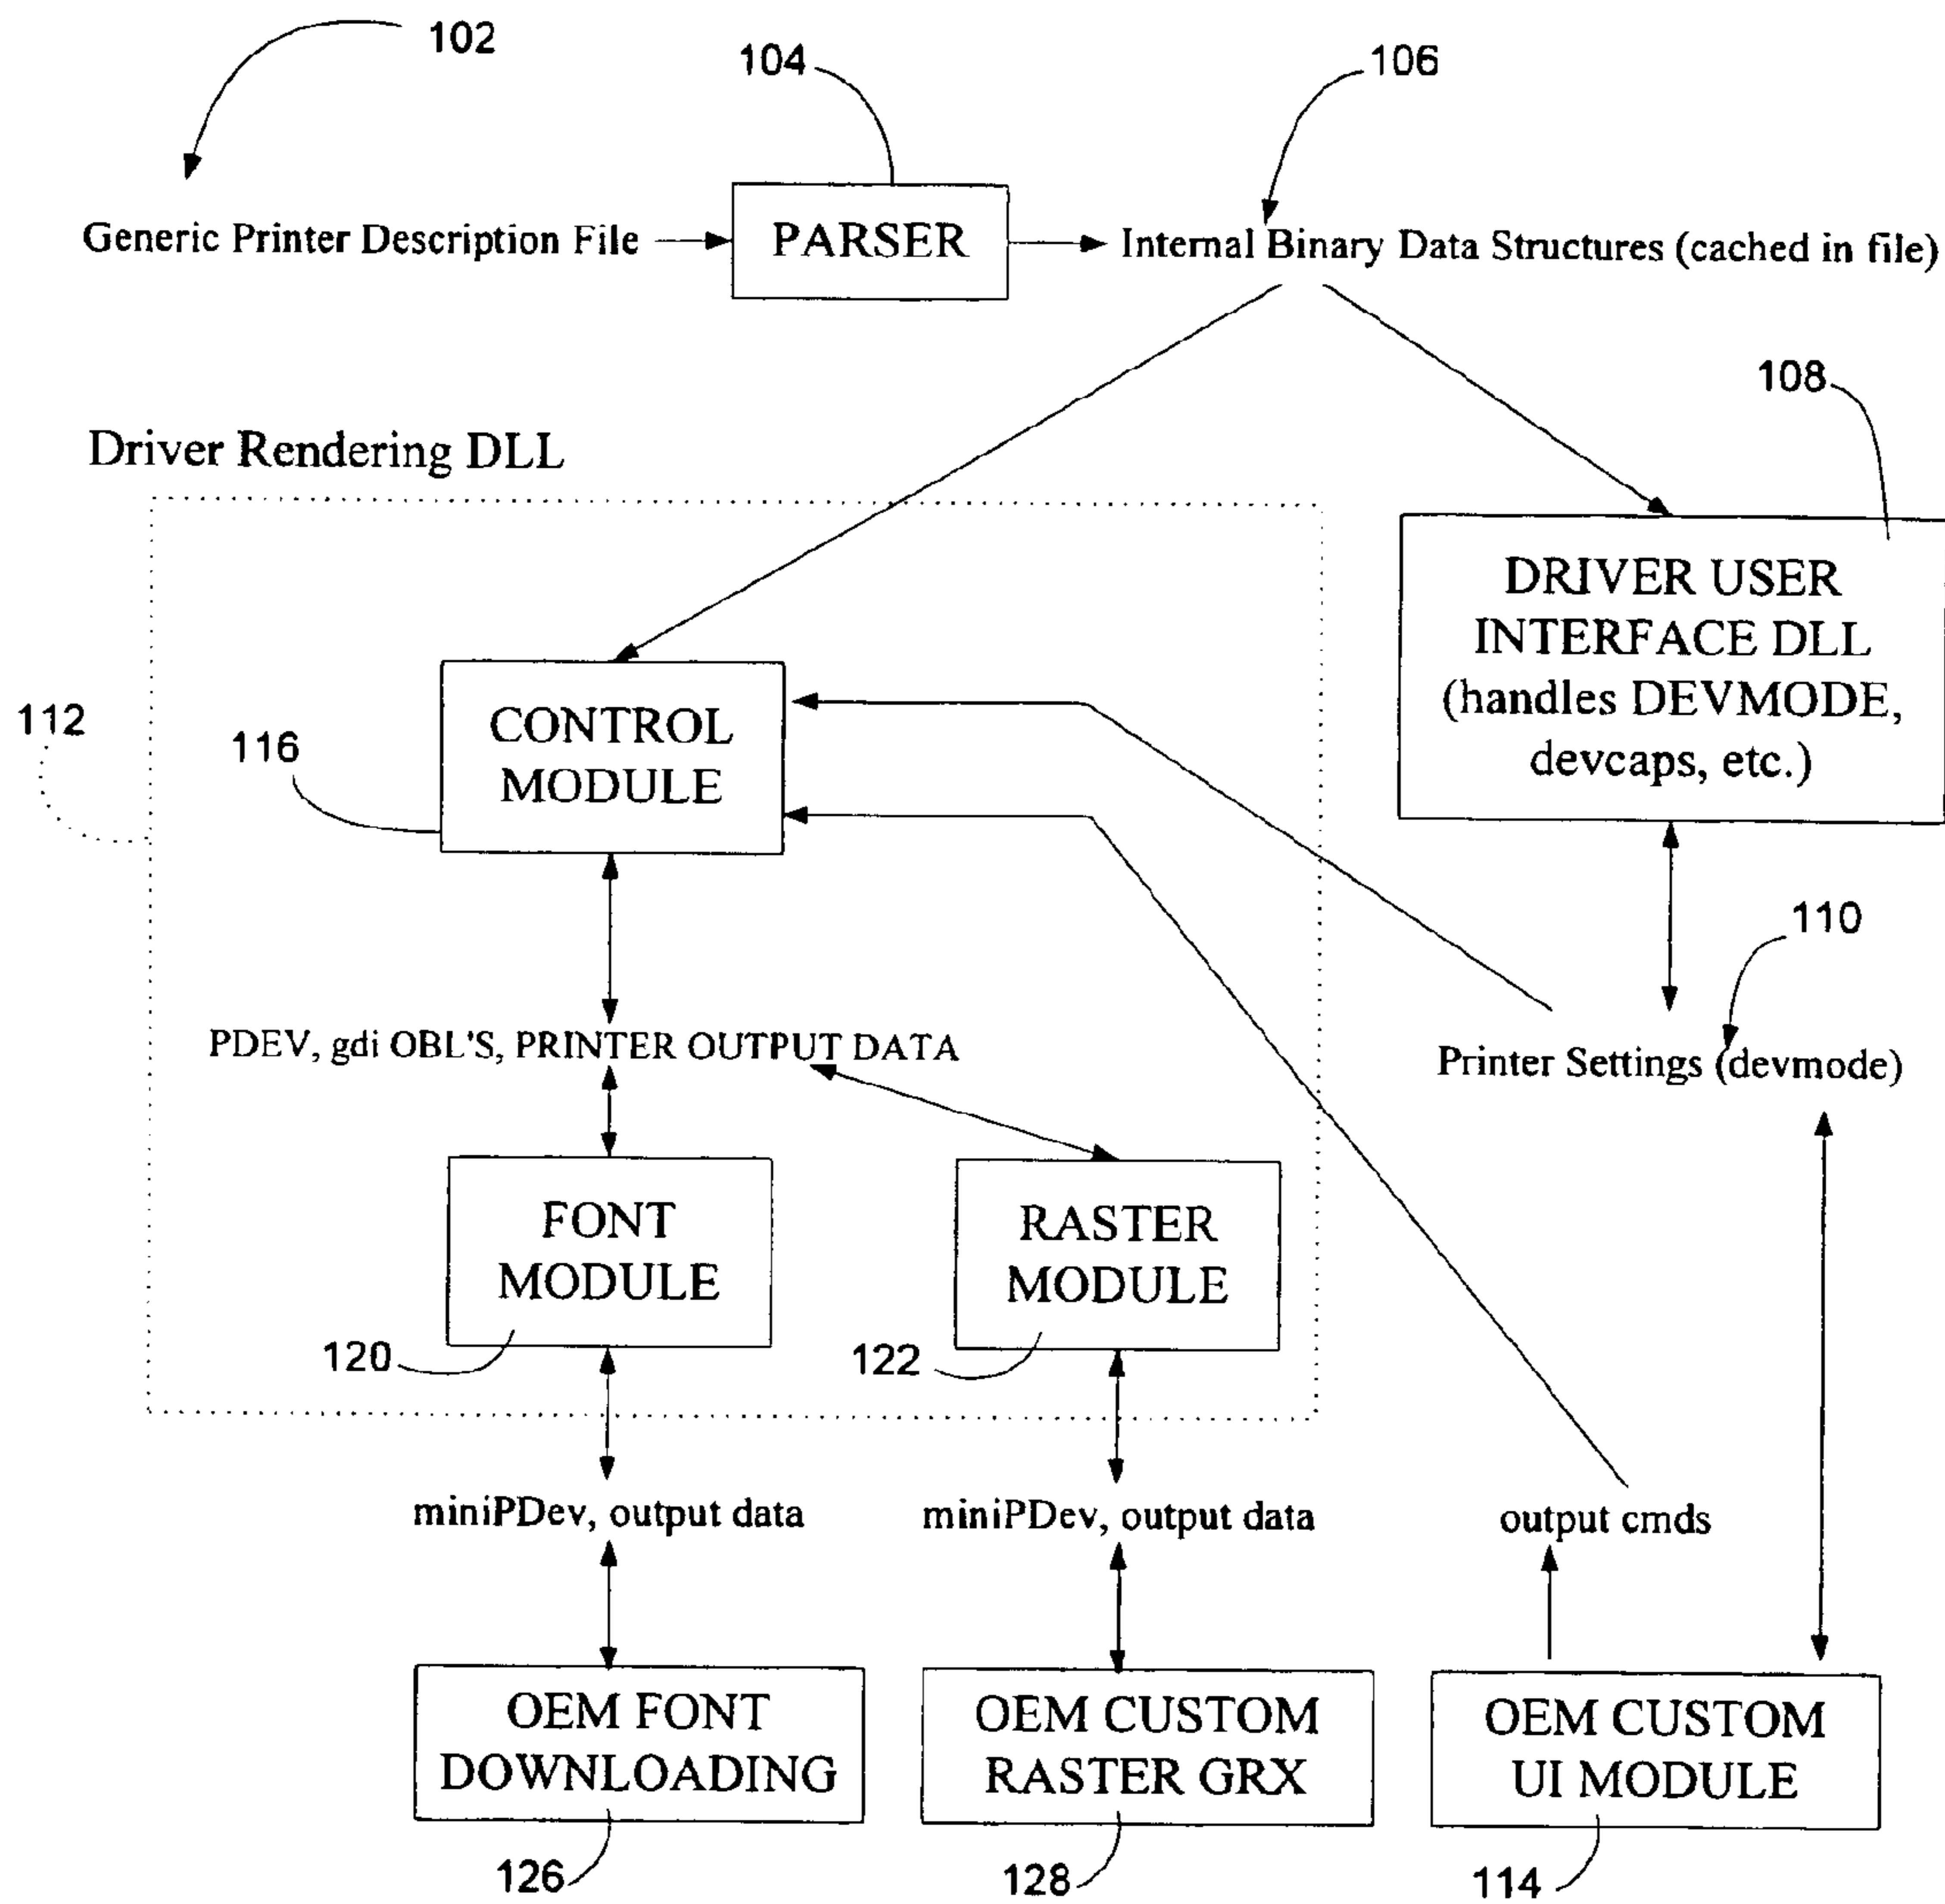 102
104
106
Generic Printer Description File
PARSER
Internal Binary Data Structures (cached in file)
108
Driver Rendering DLL
DRIVER USER
INTERFACE DLL
(handles DEVMODE,
devcaps, etc.)
112
116
CONTROL
MODULE
110
PDEV, gdi OBL'S, PRINTER OUTPUT DATA
Printer Settings (devmode)
FONT
MODULE
RASTER
MODULE
120
122
miniPDev, output data
miniPDev, output data
output cmds
OEM FONT
DOWNLOADING
OEM CUSTOM
RASTER GRX
OEM CUSTOM
UI MODULE
126
128
114